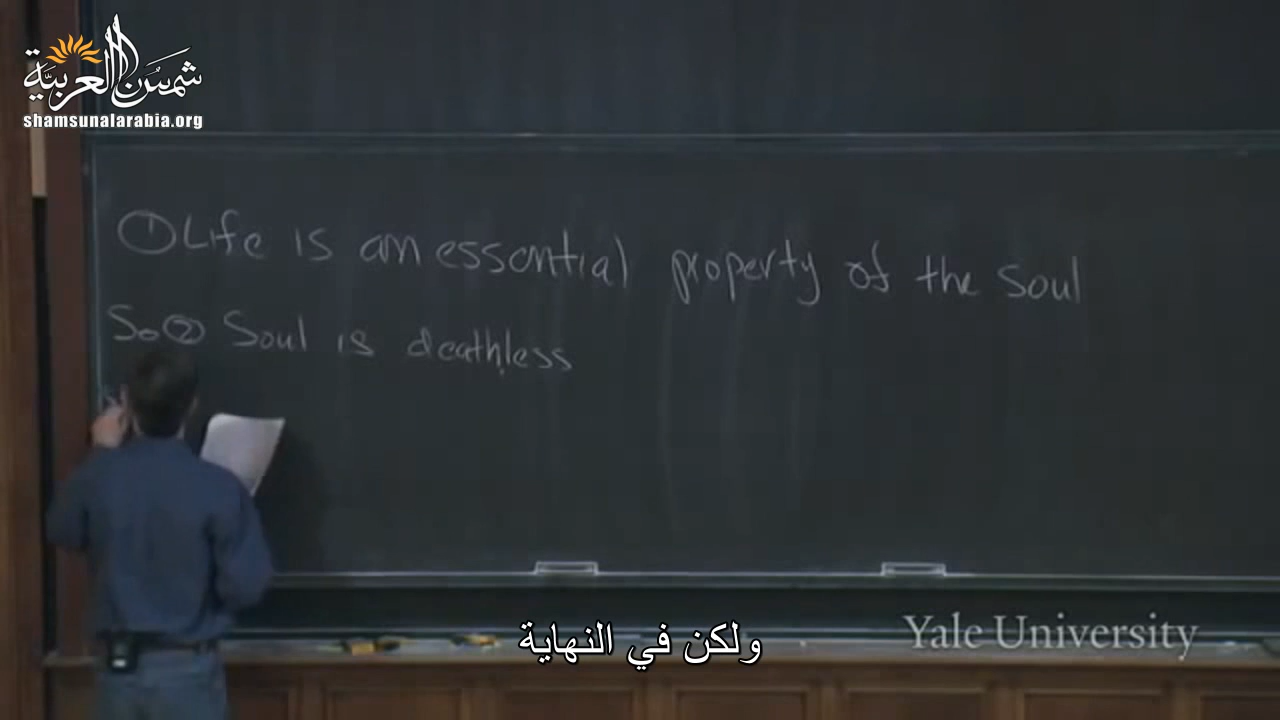 شمس العربية
shamsunalarabia.org
① Life is an essential property of the Soul
So ② Soul is deathless
Yale University
ولكن في النهاية